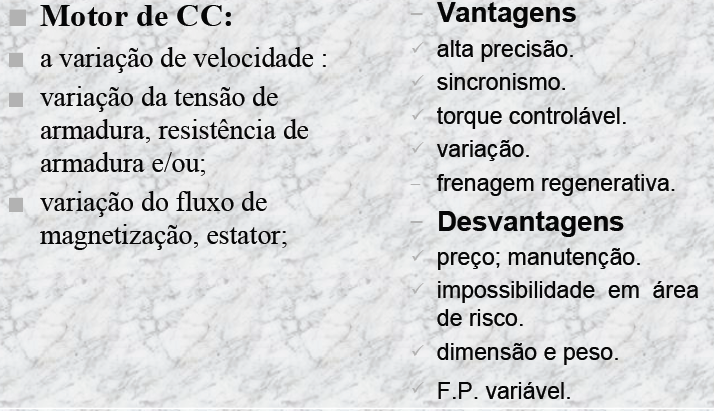 Motor de CC:
a variação de velocidade :
variação da tensão de
armadura, resistência de
armadura e/ou;
variação do fluxo de
magnetização, estator;
Vantagens
alta precisão.
sincronismo.
torque controlável.
variação.
frenagem regenerativa.
Desvantagens
preço; manutenção.
impossibilidade em área
de risco.
dimensão e peso.
F.P. variável.